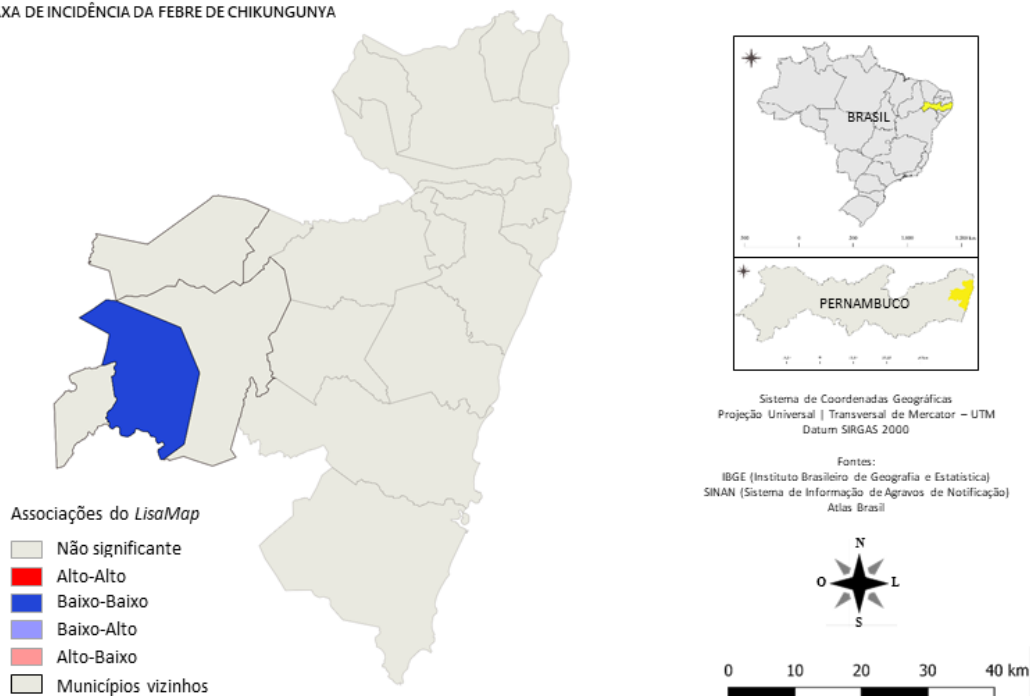 AXA DE INCIDÊNCIA DA FEBRE DE CHIKUNGUNYA
BRASIL
PERNAMBUCO
Sistema de Coordenadas Geográficas
Projeção Universal | Transversal de Mercator – UTM
Datum SIRGAS 2000
Fontes:
IBGE (Instituto Brasileiro de Geografia e Estatística)
SINAN (Sistema de Informação de Agravos de Notificação)
Atlas Brasil
Associações do LisaMap
Não significante
Alto-Alto
Baixo-Baixo
Baixo-Alto
Alto-Baixo
Municípios vizinhos
N
O L
S
0 10 20 30 40 km